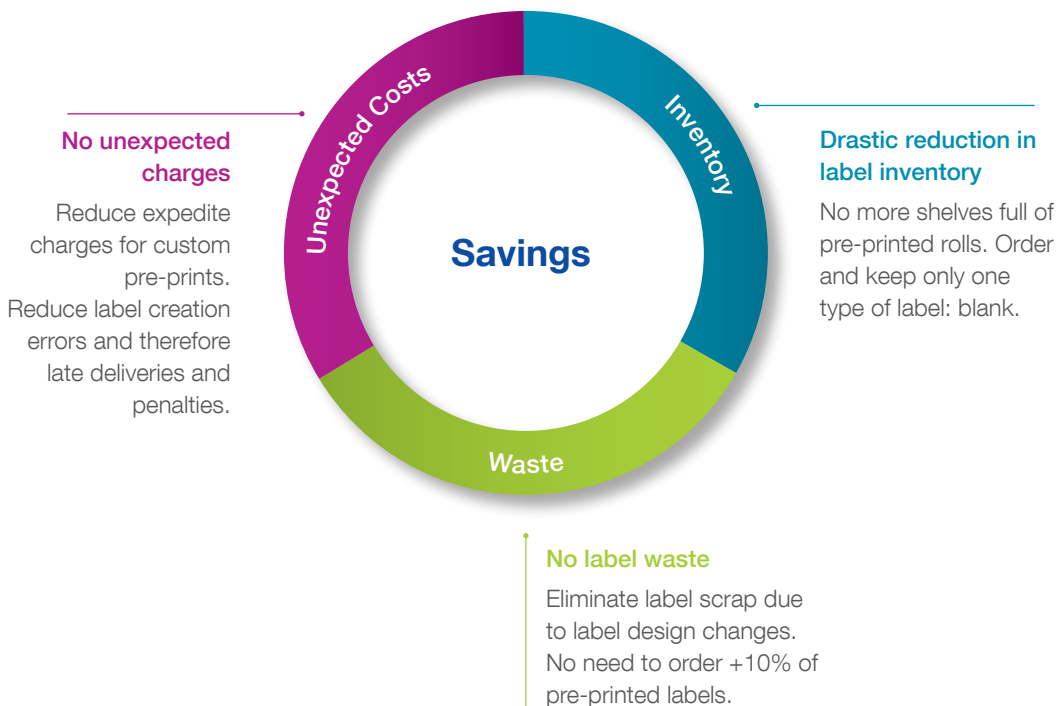 Unexpected Costs
Inventory
Waste
Savings
No unexpected
charges
Reduce expedite
charges for custom
pre-prints.
Reduce label creation
errors and therefore
late deliveries and
penalties.
Drastic reduction in
label inventory
No more shelves full of
pre-printed rolls. Order
and keep only one
type of label: blank.
No label waste
Eliminate label scrap due
to label design changes.
No need to order +10% of
pre-printed labels.